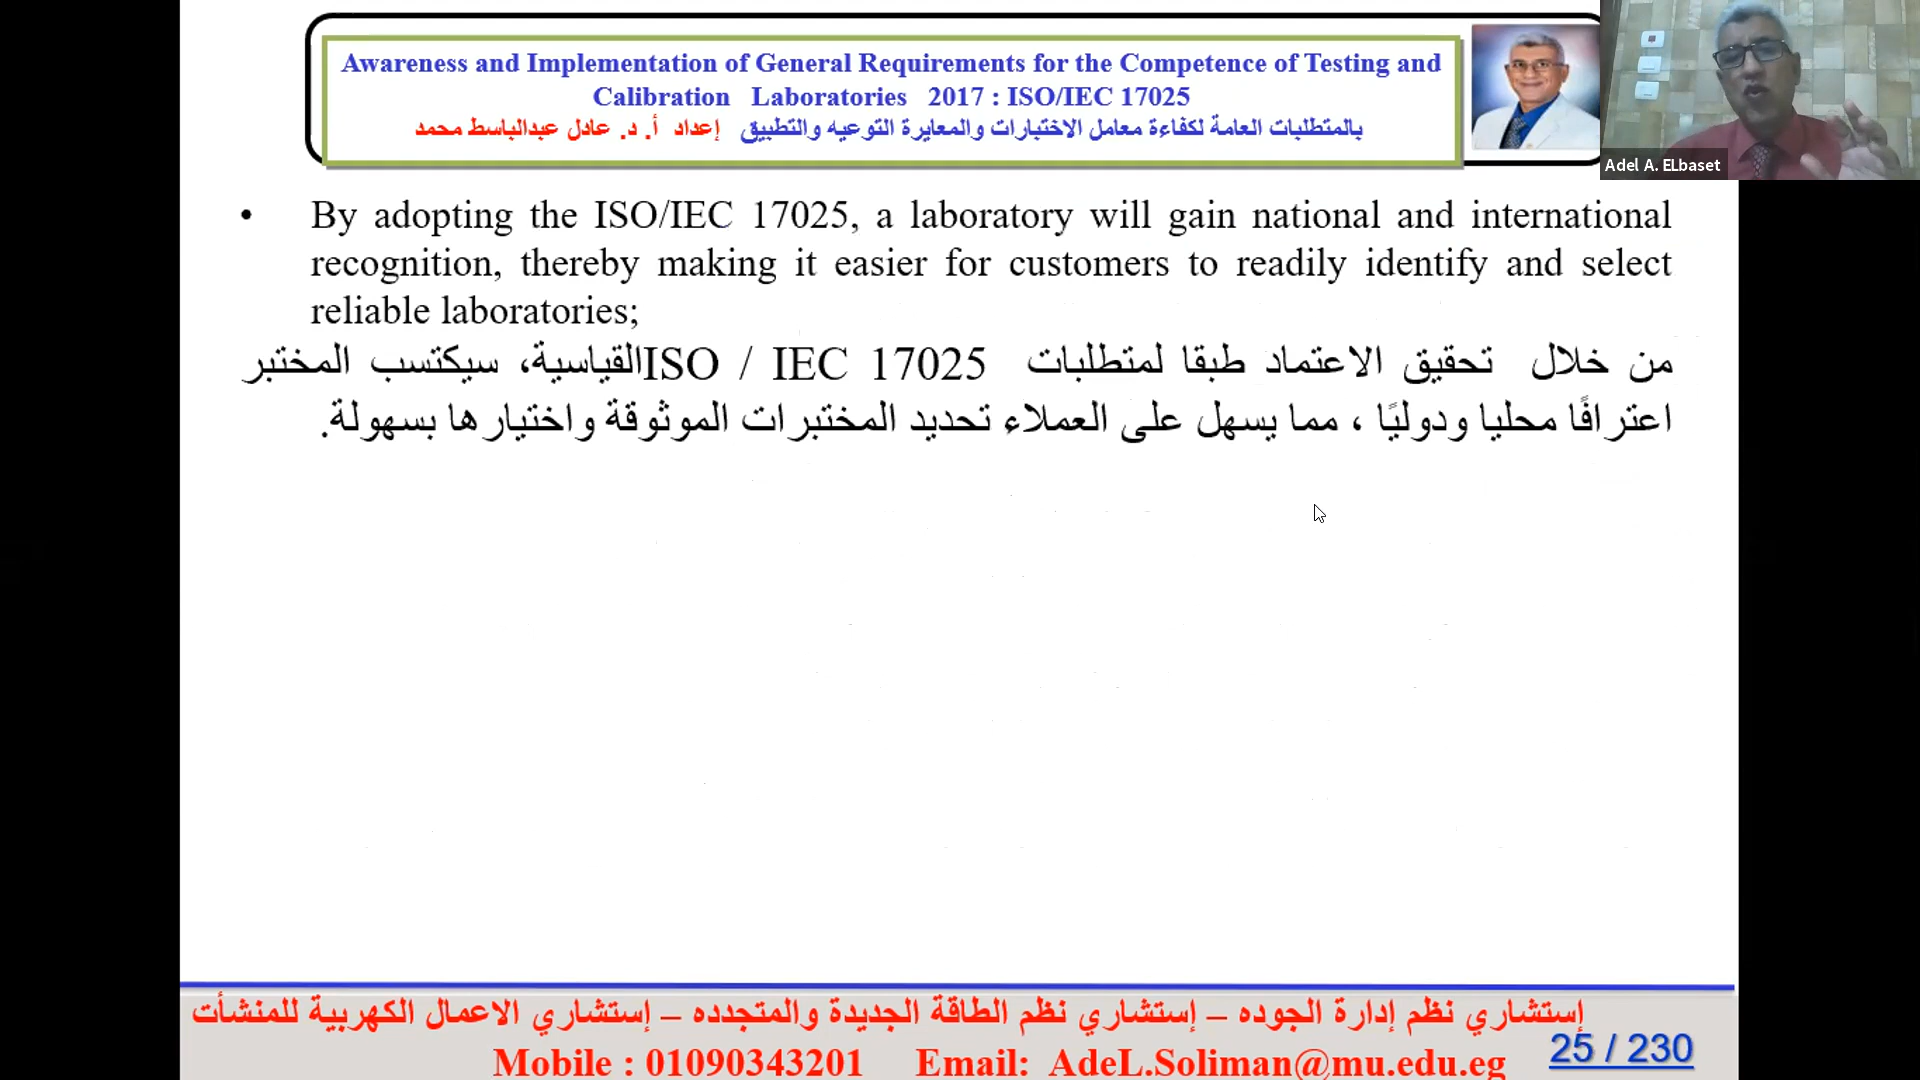 Awareness and Implementation of General Requirements for the Competence of Testing and
Calibration Laboratories 2017 : ISO/IEC 17025
بالمتطلبات العامة لكفاءة معامل الاختبارات والمعايرة التوعيه والتطبيق إعداد أ. د. عادل عبدالباسط محمد
Adel A. ELbaset
• By adopting the ISO/IEC 17025, a laboratory will gain national and international
recognition, thereby making it easier for customers to readily identify and select
reliable laboratories;
من خلال تحقيق الاعتماد طبقا لمتطلبات ISO / IEC 17025القياسية، سيكتسب المختبر
اعترافًا محليا ودوليًا ، مما يسهل على العملاء تحديد المختبرات الموثوقة واختيارها بسهولة.
إستشاري نظم إدارة الجوده – إستشاري نظم الطاقة الجديدة والمتجدده – إستشاري الاعمال الكهربية للمنشأت
Mobile : 01090343201 Email: AdeL.Soliman@mu.edu.eg
25 / 230